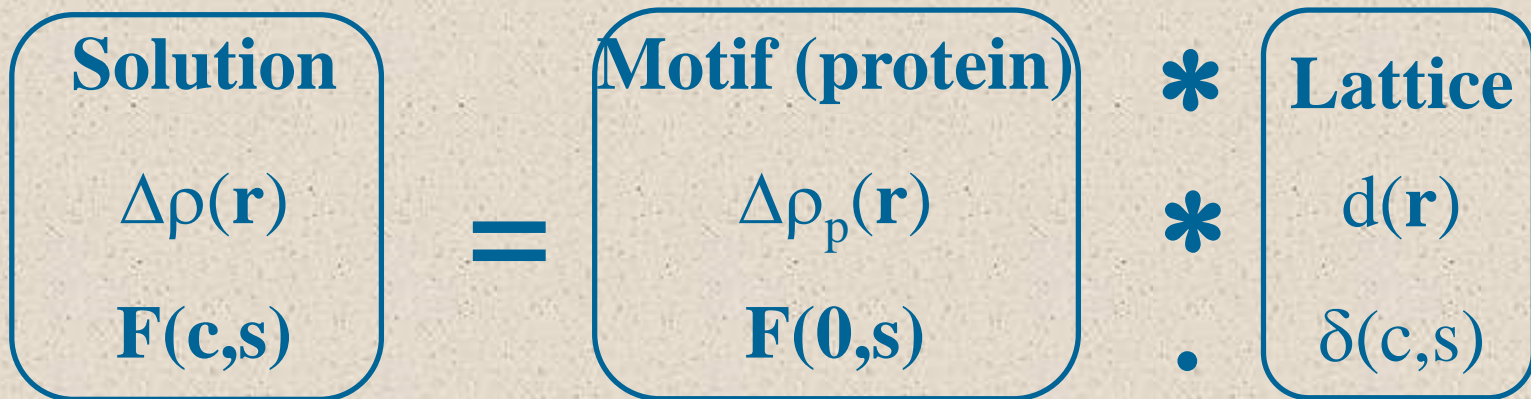 Solution = Motif (protein) * Lattice
Δρ(r) = Δρₚ(r) * d(r)
F(c,s) = F(0,s) . δ(c,s)